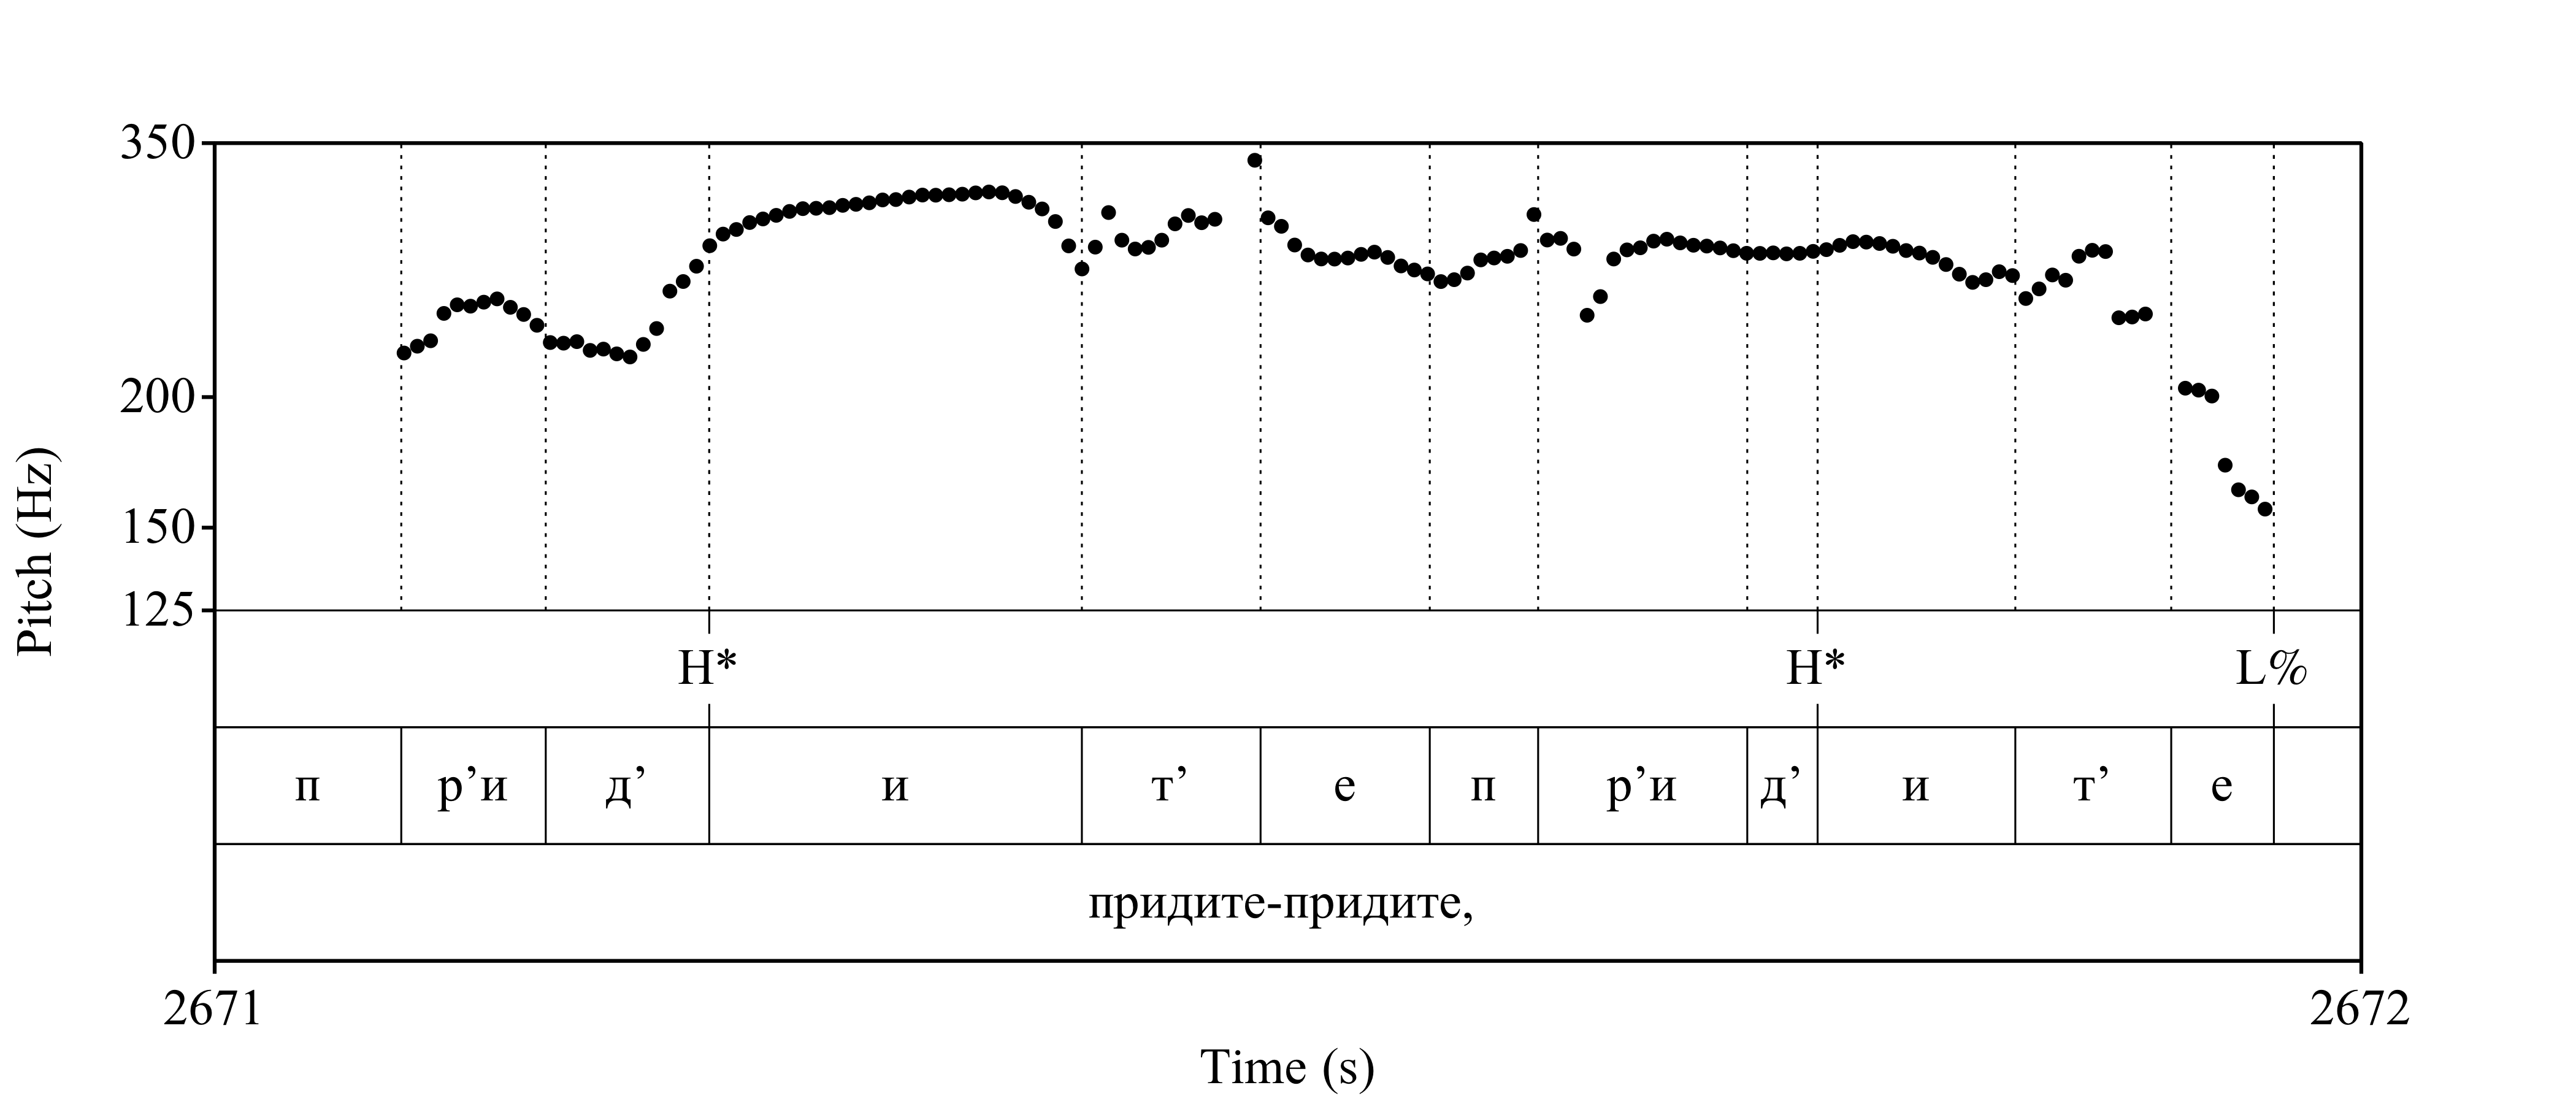 350
200
150
125
Pitch (Hz)
H* H* L%
п р’и д’ и т’ е п р’и д’ и т’ е
придите-придите,
2671 2672
Time (s)